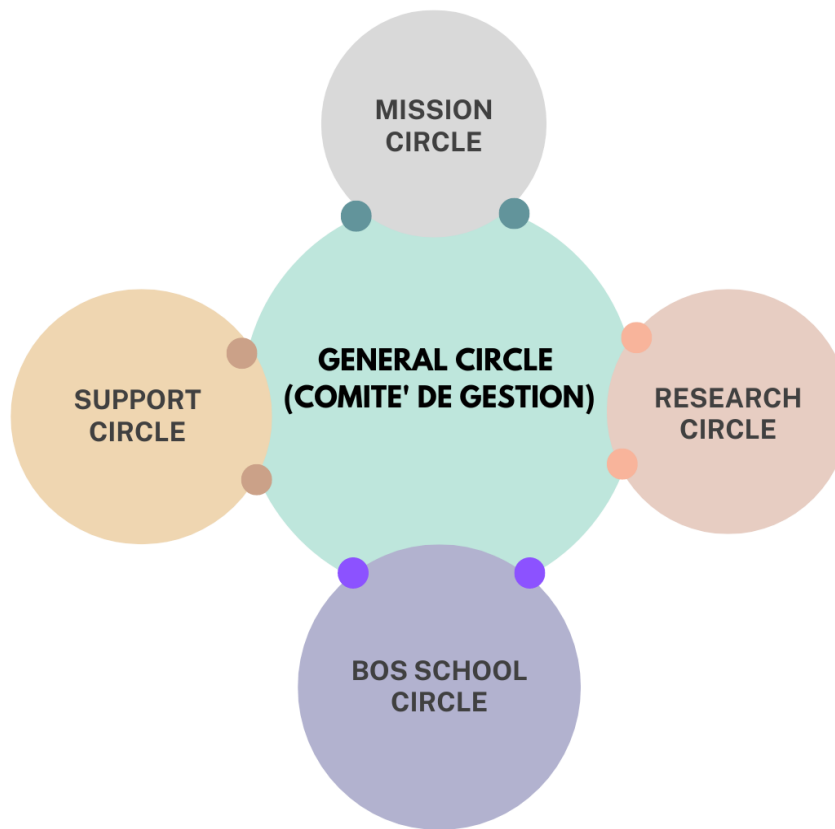 MISSION
CIRCLE
GENERAL CIRCLE
(COMITE' DE GESTION)
SUPPORT
CIRCLE
RESEARCH
CIRCLE
BOS SCHOOL
CIRCLE